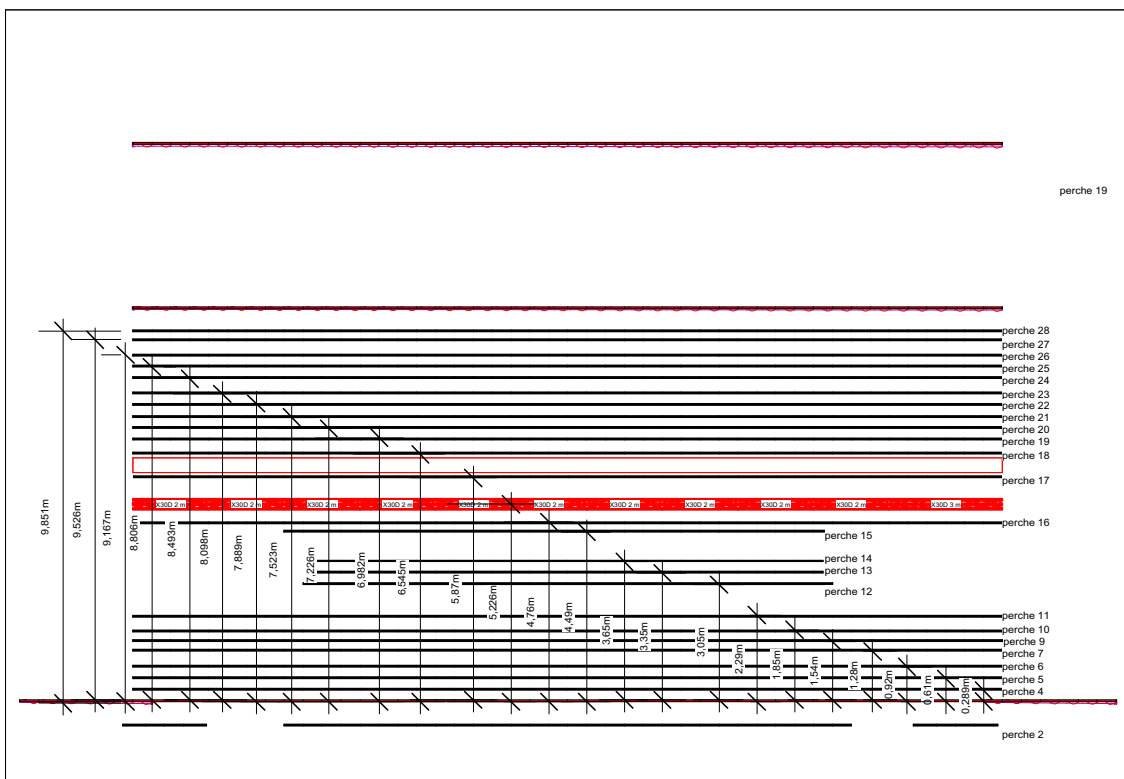 perche 19
perche 28
perche 27
perche 26
perche 25
perche 24
perche 23
perche 22
perche 21
perche 20
perche 19
perche 18
perche 17
X30D 2 m X30D 2 m X30D 2 m X30D 2 m X30D 2 m X30D 2 m X30D 2 m X30D 2 m X30D 2 m X30D 2 m X30D 3 m
perche 16
perche 15
perche 14
perche 13
perche 12
perche 11
perche 10
perche 9
perche 7
perche 6
perche 5
perche 4
perche 2
9,851m
9,526m
9,167m
8,806m
8,493m
8,098m
7,889m
7,523m
7,226m
6,982m
6,545m
5,87m
5,226m
4,76m
4,49m
3,65m
3,35m
3,05m
2,29m
1,85m
1,54m
1,28m
0,92m
0,61m
0,289m